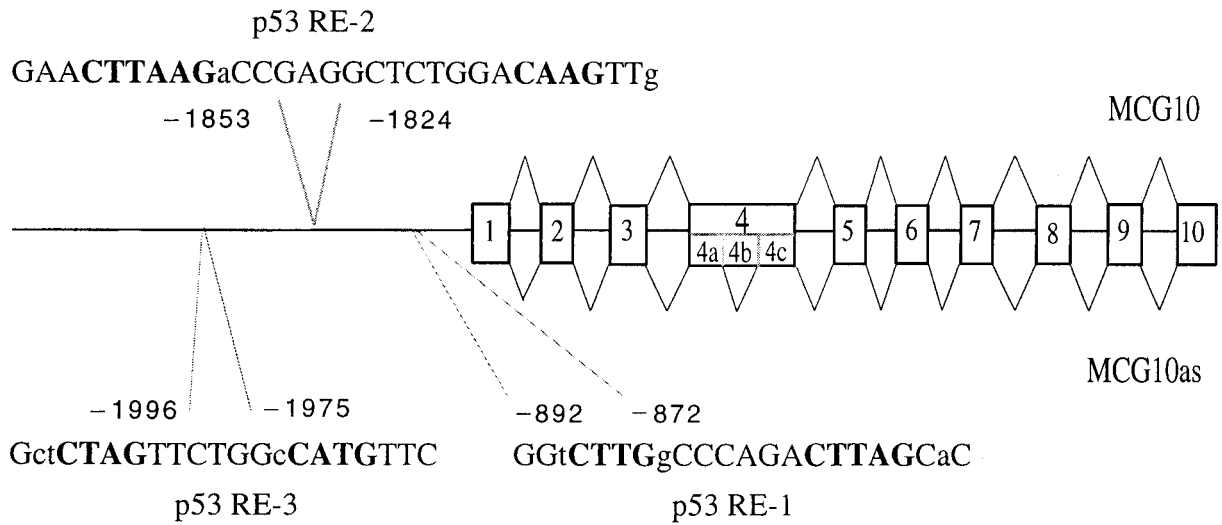 p53 RE-2
GAACTTAAGaCCGAGGCTCTGGACAAGTTg
−1853 −1824
MCG10
1 2 3 4 5 6 7 8 9 10
4a 4b 4c
MCG10as
−1996 −1975 −892 −872
GctCTAGTTCTGGcCATGTTC GGtCTTGgCCCAGACTTAGCaC
p53 RE-3 p53 RE-1